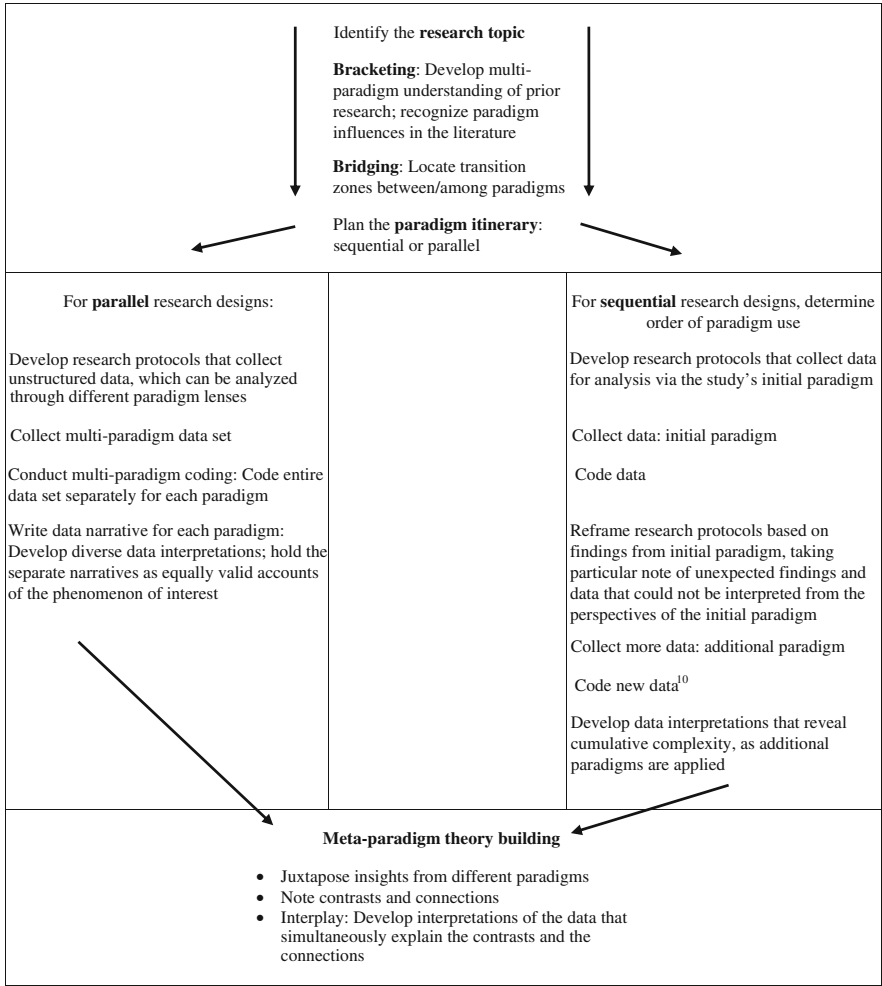 Identify the research topic
Bracketing: Develop multi-
paradigm understanding of prior
research; recognize paradigm
influences in the literature
Bridging: Locate transition
zones between/among paradigms
Plan the paradigm itinerary:
sequential or parallel
For parallel research designs:
Develop research protocols that collect
unstructured data, which can be analyzed
through different paradigm lenses
Collect multi-paradigm data set
Conduct multi-paradigm coding: Code entire
data set separately for each paradigm
Write data narrative for each paradigm:
Develop diverse data interpretations; hold the
separate narratives as equally valid accounts
of the phenomenon of interest
For sequential research designs, determine
order of paradigm use
Develop research protocols that collect data
for analysis via the study's initial paradigm
Collect data: initial paradigm
Code data
Reframe research protocols based on
findings from initial paradigm, taking
particular note of unexpected findings and
data that could not be interpreted from the
perspectives of the initial paradigm
Collect more data: additional paradigm
Code new data10
Develop data interpretations that reveal
cumulative complexity, as additional
paradigms are applied
Meta-paradigm theory building
• Juxtapose insights from different paradigms
• Note contrasts and connections
• Interplay: Develop interpretations of the data that
simultaneously explain the contrasts and the
connections